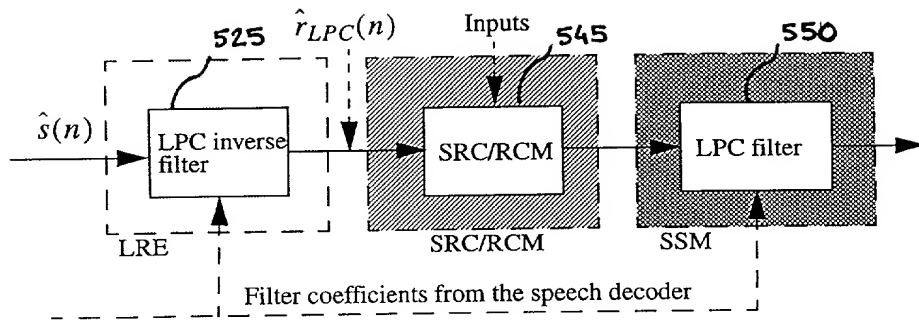 525
r̂LPC(n)
Inputs
545
550
ŝ(n)
LPC inverse
filter
SRC/RCM
LPC filter
LRE
SRC/RCM
SSM
Filter coefficients from the speech decoder